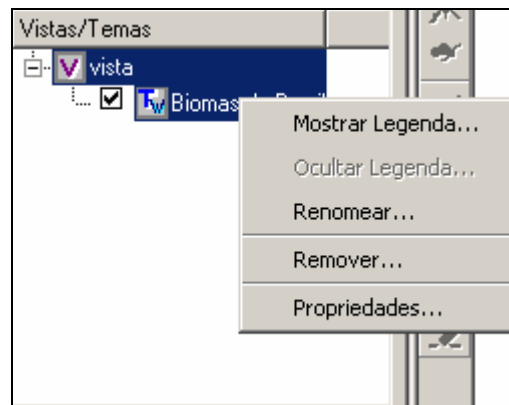 Vistas/Temas
vista
Biomas
Mostrar Legenda...
Ocultar Legenda...
Renomear...
Remover...
Propriedades...